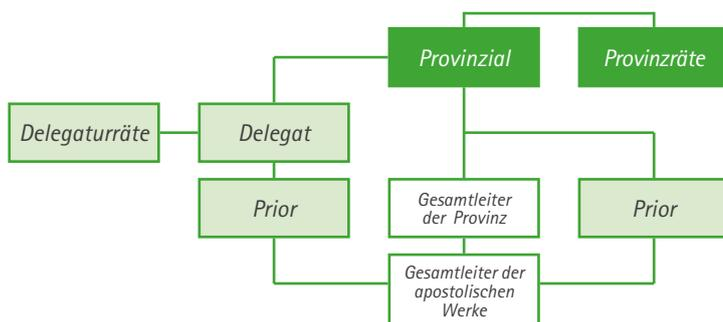 Provinzial
Provinzräte
Delegaturräte
Delegat
Prior
Gesamtleiter
der Provinz
Prior
Gesamtleiter der
apostolischen
Werke